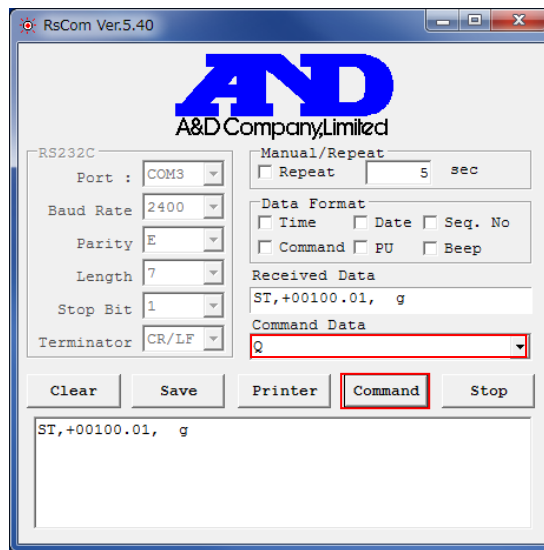 RsCom Ver.5.40
AND
A&D Company,Limited
RS232C
Port : COM3
Baud Rate 2400
Parity E
Length 7
Stop Bit 1
Terminator CR/LF
Manual/Repeat
Repeat 5 sec
Data Format
Time Date Seq. No
Command PU Beep
Received Data
ST,+00100.01,  g
Command Data
Q
Clear Save Printer Command Stop
ST,+00100.01,  g